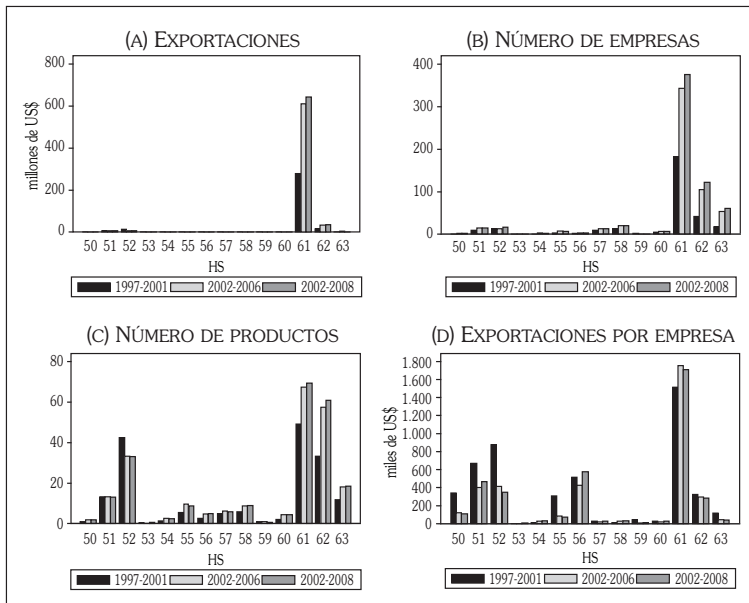 (A) EXPORTACIONES
millones de US$
800
600
400
200
0
50 51 52 53 54 55 56 57 58 59 60 61 62 63
HS
1997-2001 2002-2006 2002-2008
(B) NÚMERO DE EMPRESAS
400
300
200
100
0
50 51 52 53 54 55 56 57 58 59 60 61 62 63
HS
1997-2001 2002-2006 2002-2008
(C) NÚMERO DE PRODUCTOS
80
60
40
20
0
50 51 52 53 54 55 56 57 58 59 60 61 62 63
HS
1997-2001 2002-2006 2002-2008
(D) EXPORTACIONES POR EMPRESA
miles de US$
1.800
1.600
1.400
1.200
1.000
800
600
400
200
0
50 51 52 53 54 55 56 57 58 59 60 61 62 63
HS
1997-2001 2002-2006 2002-2008